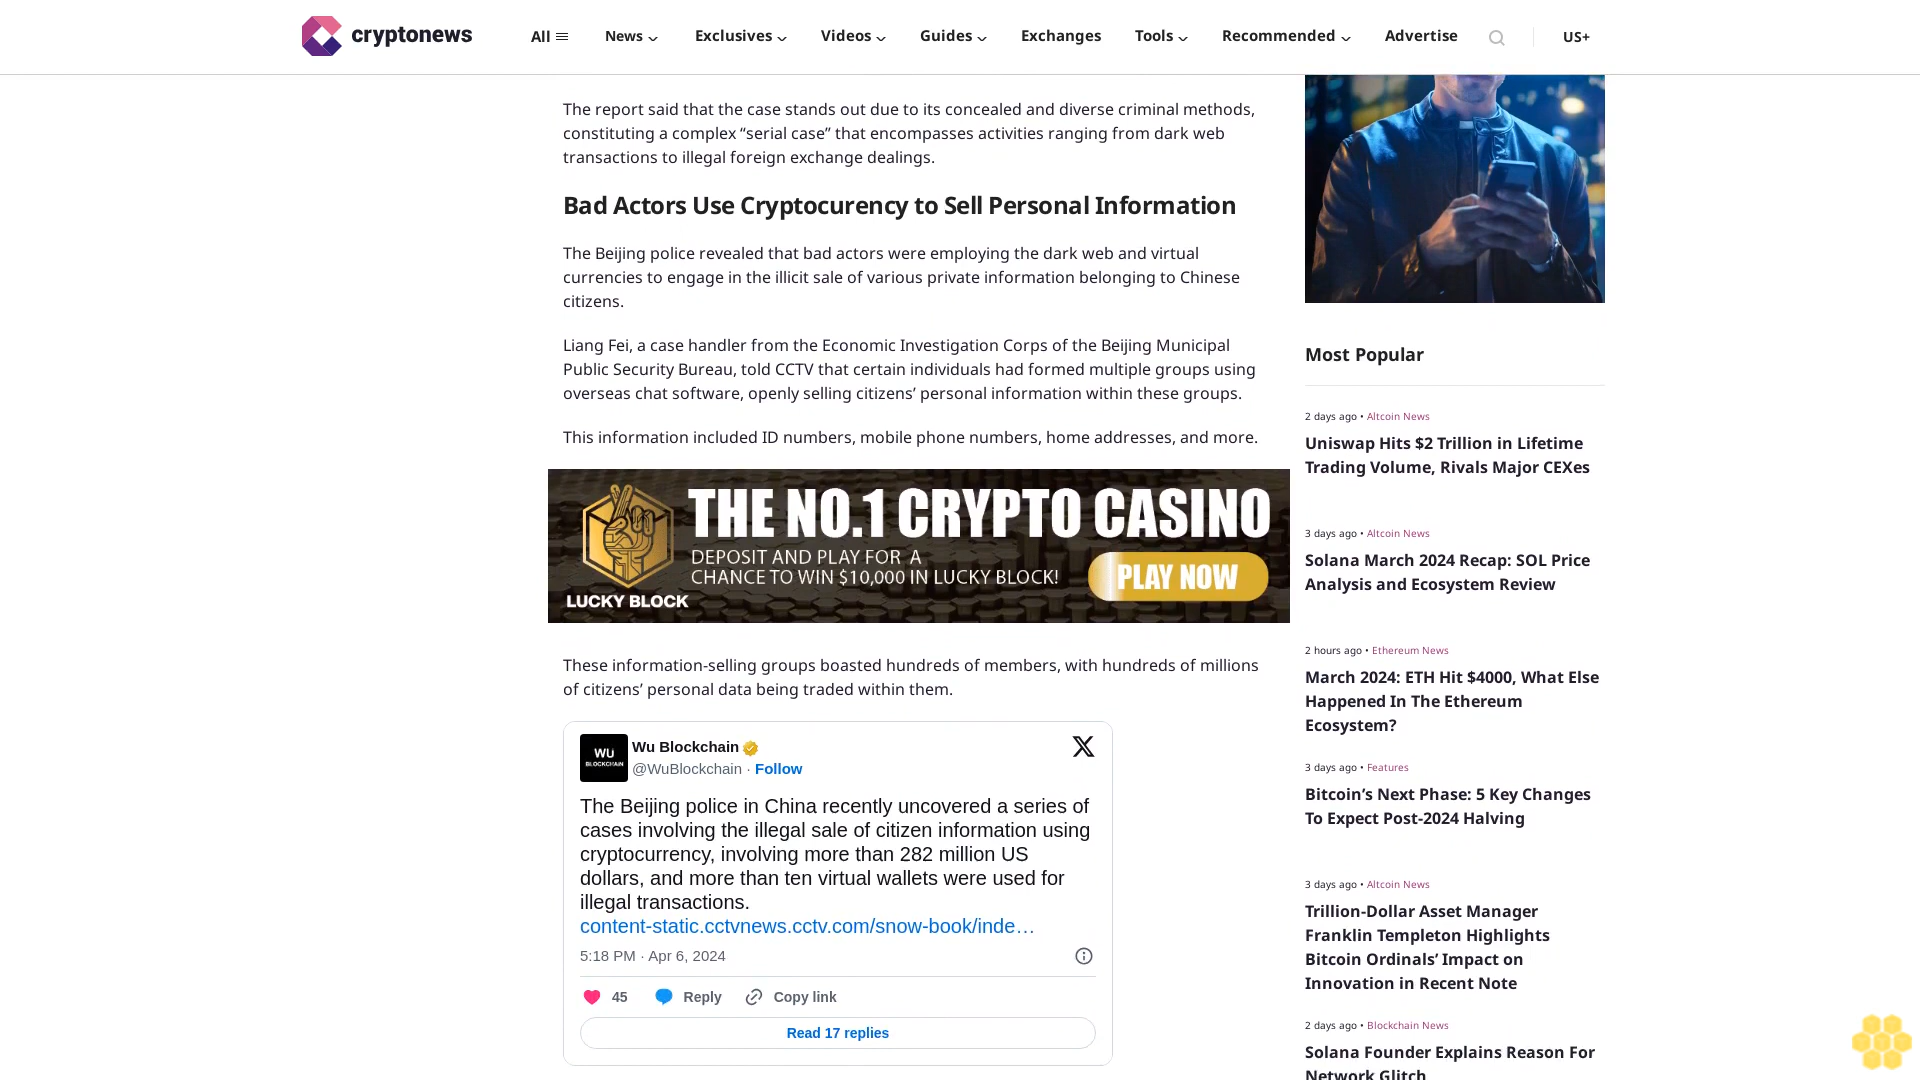 cryptonews
All
News
Exclusives
Videos
Guides
Exchanges
Tools
Recommended
Advertise
US+
The report said that the case stands out due to its concealed and diverse criminal methods,
constituting a complex “serial case” that encompasses activities ranging from dark web
transactions to illegal foreign exchange dealings.
Bad Actors Use Cryptocurency to Sell Personal Information
The Beijing police revealed that bad actors were employing the dark web and virtual
currencies to engage in the illicit sale of various private information belonging to Chinese
citizens.
Liang Fei, a case handler from the Economic Investigation Corps of the Beijing Municipal
Public Security Bureau, told CCTV that certain individuals had formed multiple groups using
overseas chat software, openly selling citizens’ personal information within these groups.
This information included ID numbers, mobile phone numbers, home addresses, and more.
THE NO.1 CRYPTO CASINO
DEPOSIT AND PLAY FOR A
CHANCE TO WIN $10,000 IN LUCKY BLOCK!
PLAY NOW
LUCKY BLOCK
These information-selling groups boasted hundreds of members, with hundreds of millions
of citizens’ personal data being traded within them.
WU
BLOCKCHAIN
Wu Blockchain
@WuBlockchain · Follow
The Beijing police in China recently uncovered a series of
cases involving the illegal sale of citizen information using
cryptocurrency, involving more than 282 million US
dollars, and more than ten virtual wallets were used for
illegal transactions.
content-static.cctvnews.cctv.com/snow-book/inde…
5:18 PM · Apr 6, 2024
45
Reply
Copy link
Read 17 replies
Most Popular
2 days ago • Altcoin News
Uniswap Hits $2 Trillion in Lifetime
Trading Volume, Rivals Major CEXes
3 days ago • Altcoin News
Solana March 2024 Recap: SOL Price
Analysis and Ecosystem Review
2 hours ago • Ethereum News
March 2024: ETH Hit $4000, What Else
Happened In The Ethereum
Ecosystem?
3 days ago • Features
Bitcoin’s Next Phase: 5 Key Changes
To Expect Post-2024 Halving
3 days ago • Altcoin News
Trillion-Dollar Asset Manager
Franklin Templeton Highlights
Bitcoin Ordinals’ Impact on
Innovation in Recent Note
2 days ago • Blockchain News
Solana Founder Explains Reason For
Network Glitch